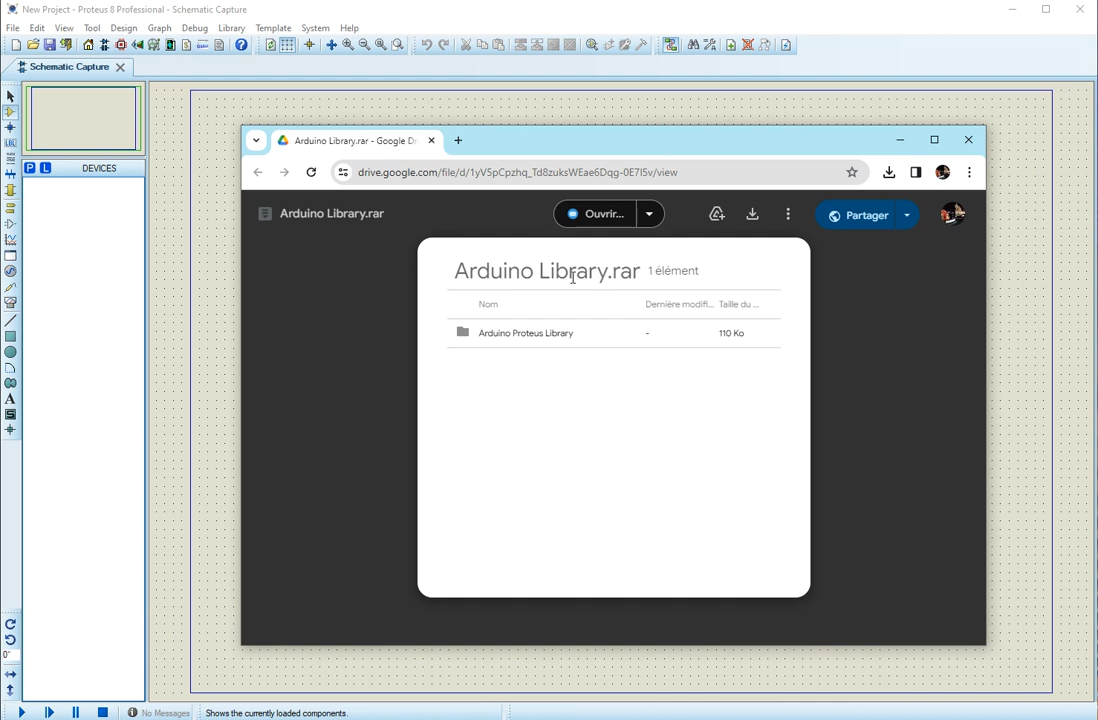 New Project - Proteus 8 Professional - Schematic Capture
File Edit View Tool Design Graph Debug Library Template System Help
Schematic Capture
P L DEVICES
Arduino Library.rar - Google Dr
drive.google.com/file/d/1yV5pCpzhq_Td8zuksWEae6Dqg-0E7I5v/view
Arduino Library.rar
Ouvrir...
Partager
Arduino Library.rar 1 élément
Nom Dernière modifi... Taille du ...
Arduino Proteus Library - 110 Ko
LBL
A
S
0°
No Messages Shows the currently loaded components.